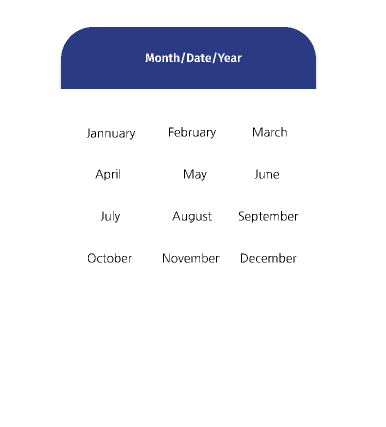 Month/Date/Year
Jannuary February March
April May June
July August September
October November December